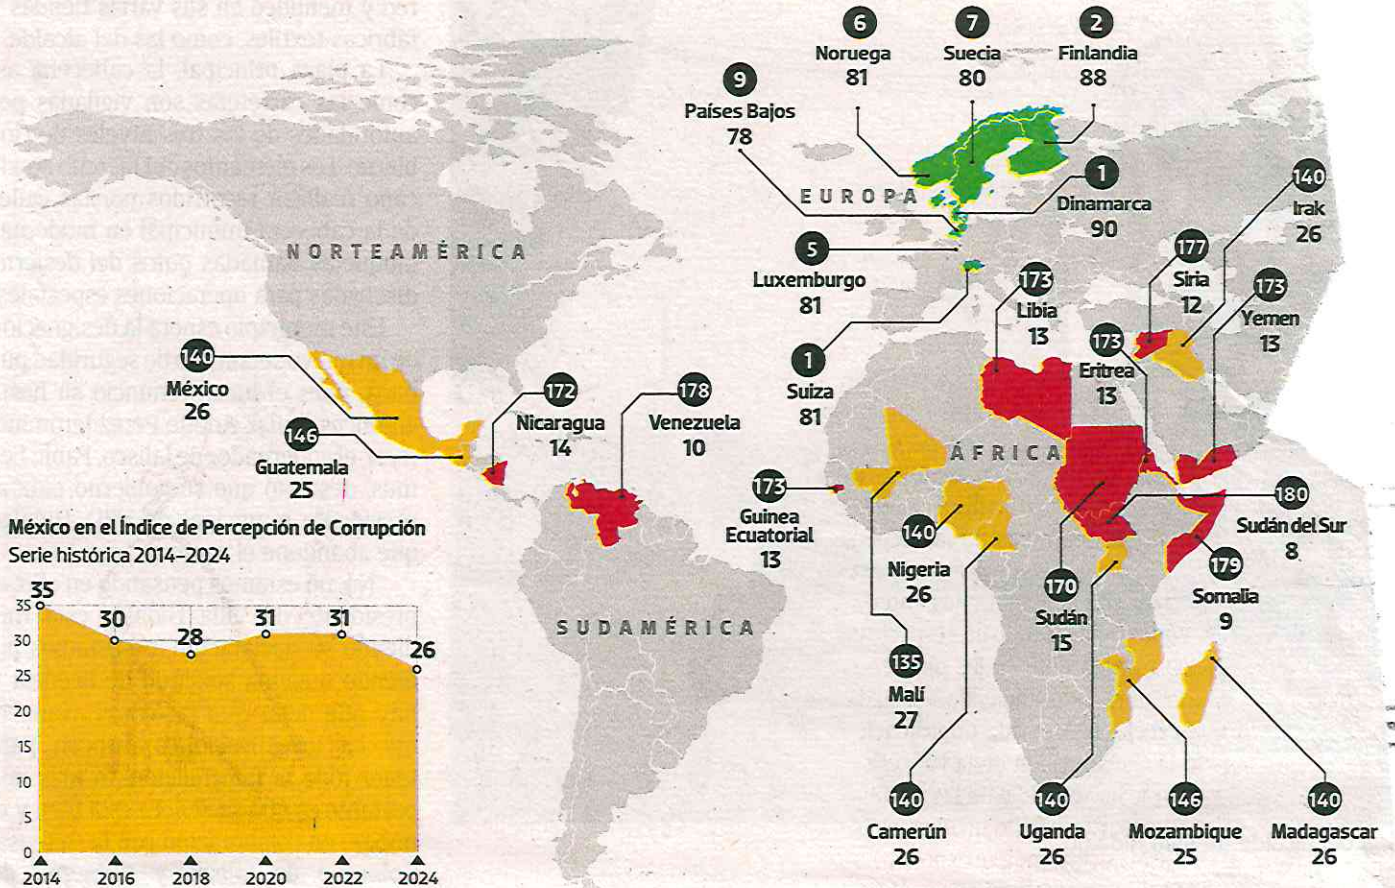 6
Noruega
81
7
Suecia
80
2
Finlandia
88
9
Países Bajos
78
EUROPA
1
Dinamarca
90
140
Irak
26
5
Luxemburgo
81
177
Siria
12
173
Yemen
13
173
Libia
13
173
Eritrea
13
1
Suiza
81
NORTEAMÉRICA
140
México
26
146
Guatemala
25
172
Nicaragua
14
178
Venezuela
10
ÁFRICA
173
Guinea
Ecuatorial
13
140
Nigeria
26
180
Sudán del Sur
8
179
Somalia
9
170
Sudán
15
135
Malí
27
SUDAMÉRICA
140
Camerún
26
140
Uganda
26
146
Mozambique
25
140
Madagascar
26
México en el Índice de Percepción de Corrupción
Serie histórica 2014–2024
35
30
28
31
31
26
35
30
25
20
15
10
5
0
2014
2016
2018
2020
2022
2024